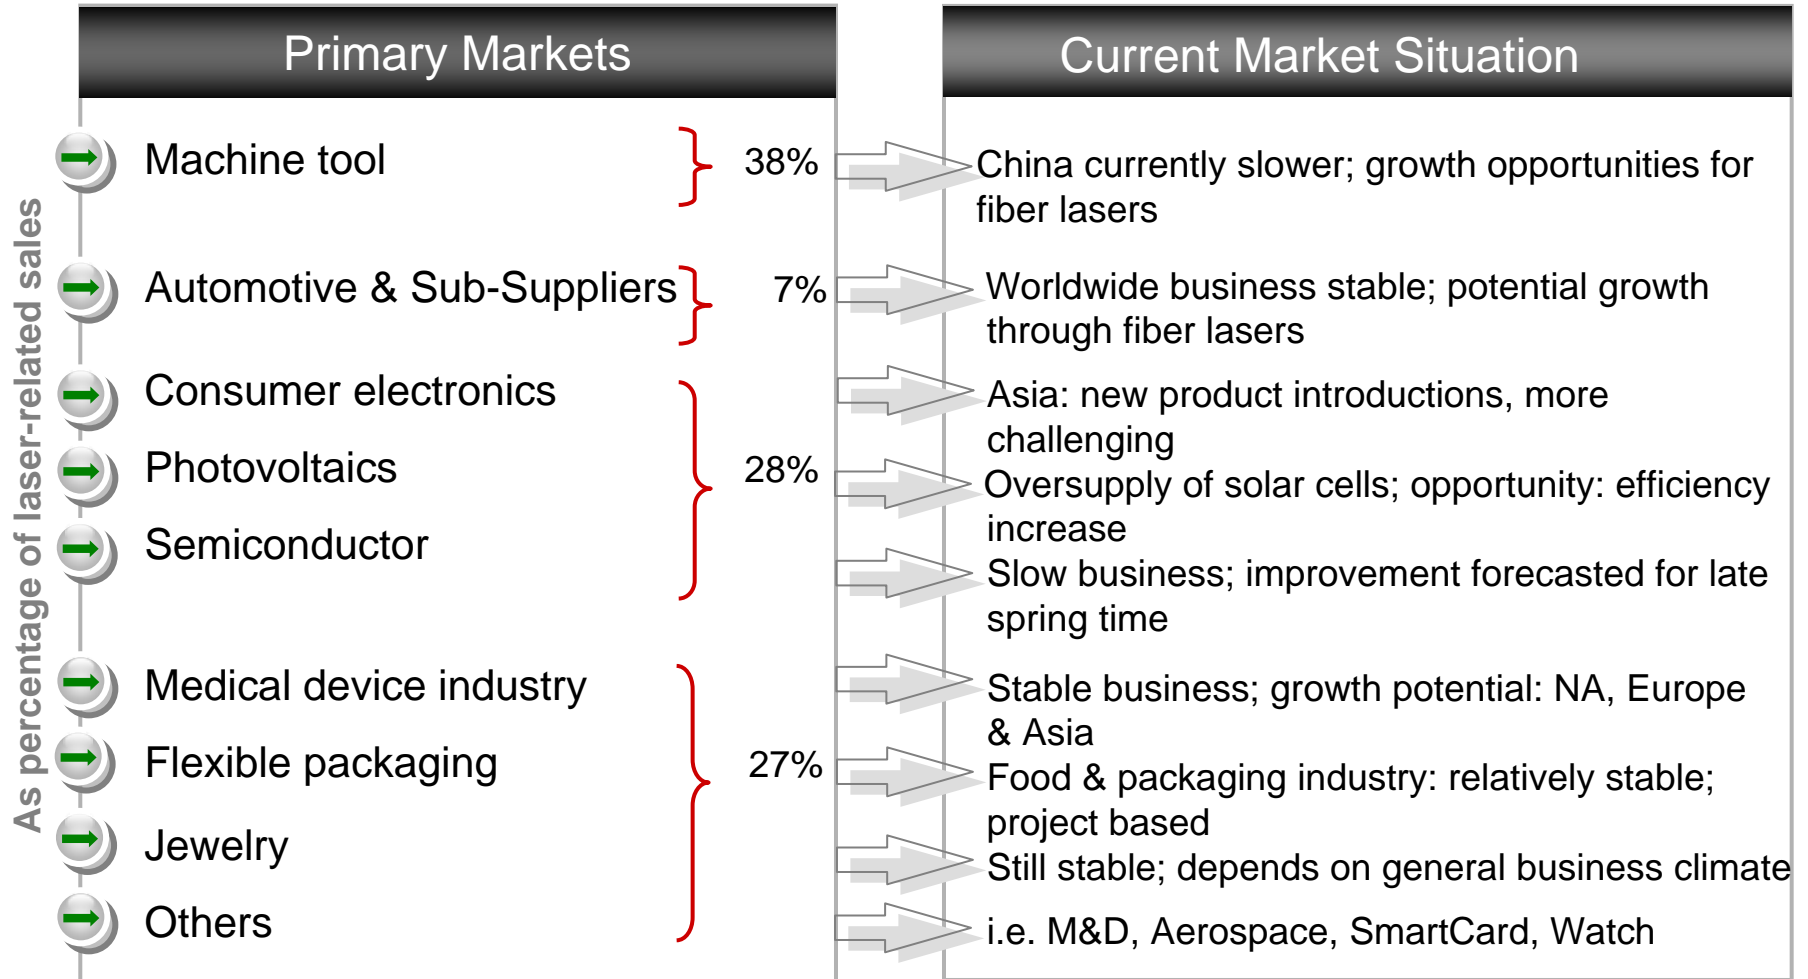 Primary Markets
Current Market Situation
As percentage of laser-related sales
Machine tool
38%
China currently slower; growth opportunities for
fiber lasers
Automotive & Sub-Suppliers
7%
Worldwide business stable; potential growth
through fiber lasers
Consumer electronics
Asia: new product introductions, more
challenging
Photovoltaics
28%
Oversupply of solar cells; opportunity: efficiency
increase
Semiconductor
Slow business; improvement forecasted for late
spring time
Medical device industry
Stable business; growth potential: NA, Europe
& Asia
Flexible packaging
27%
Food & packaging industry: relatively stable;
project based
Jewelry
Still stable; depends on general business climate
Others
i.e. M&D, Aerospace, SmartCard, Watch